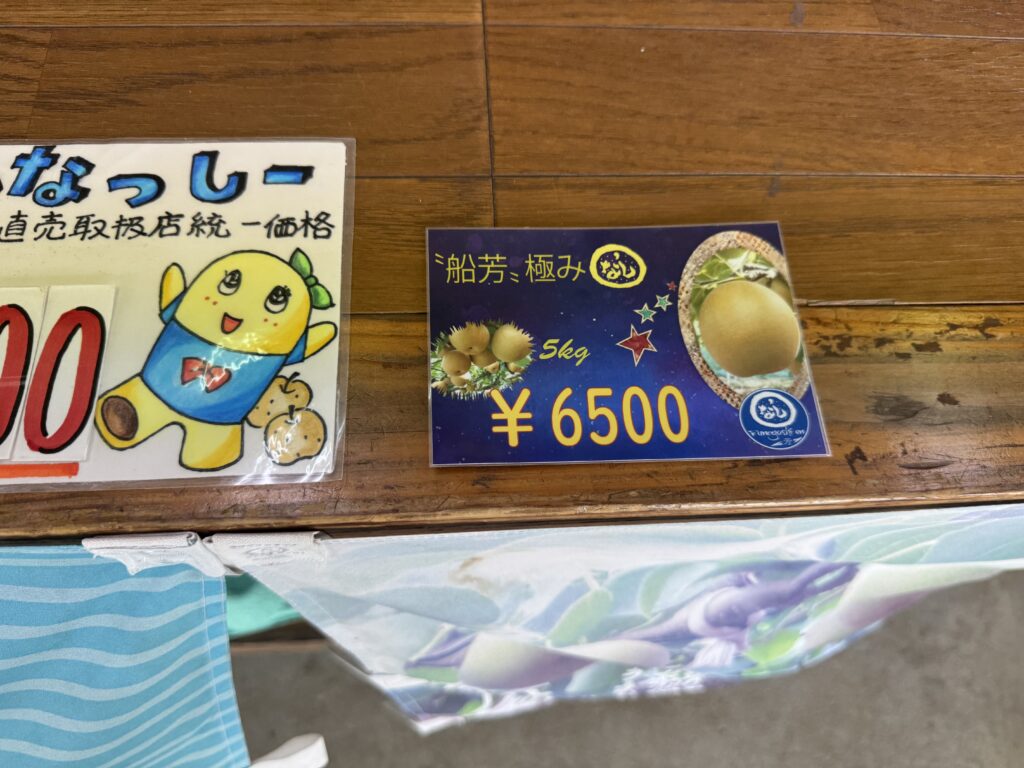 なっしー
直売取扱店統一価格
00
〝船芳〟極み なし
5kg
¥6500
なし